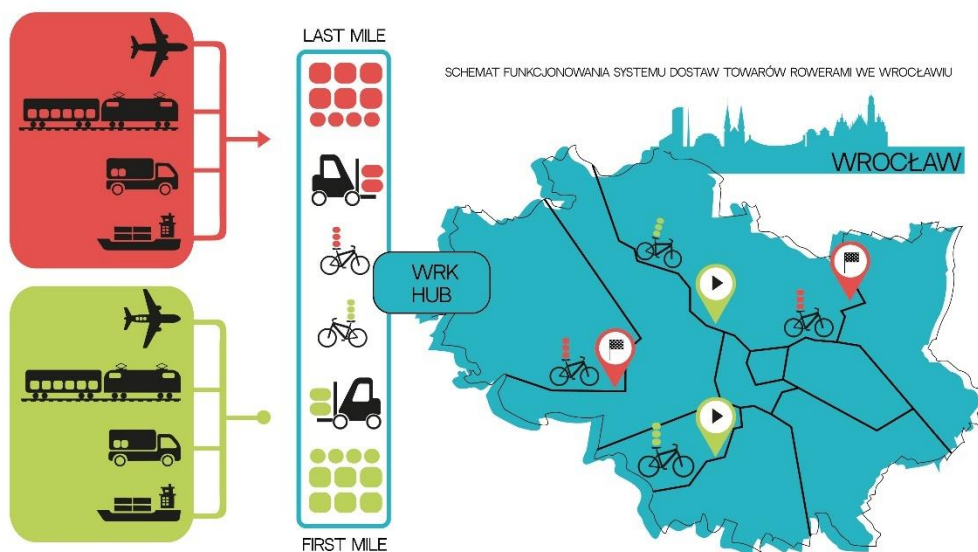 LAST MILE
SCHEMAT FUNKCJONOWANIA SYSTEMU DOSTAW TOWARÓW ROWERAMI WE WROCŁAWIU
WROCŁAW
WRK
HUB
FIRST MILE